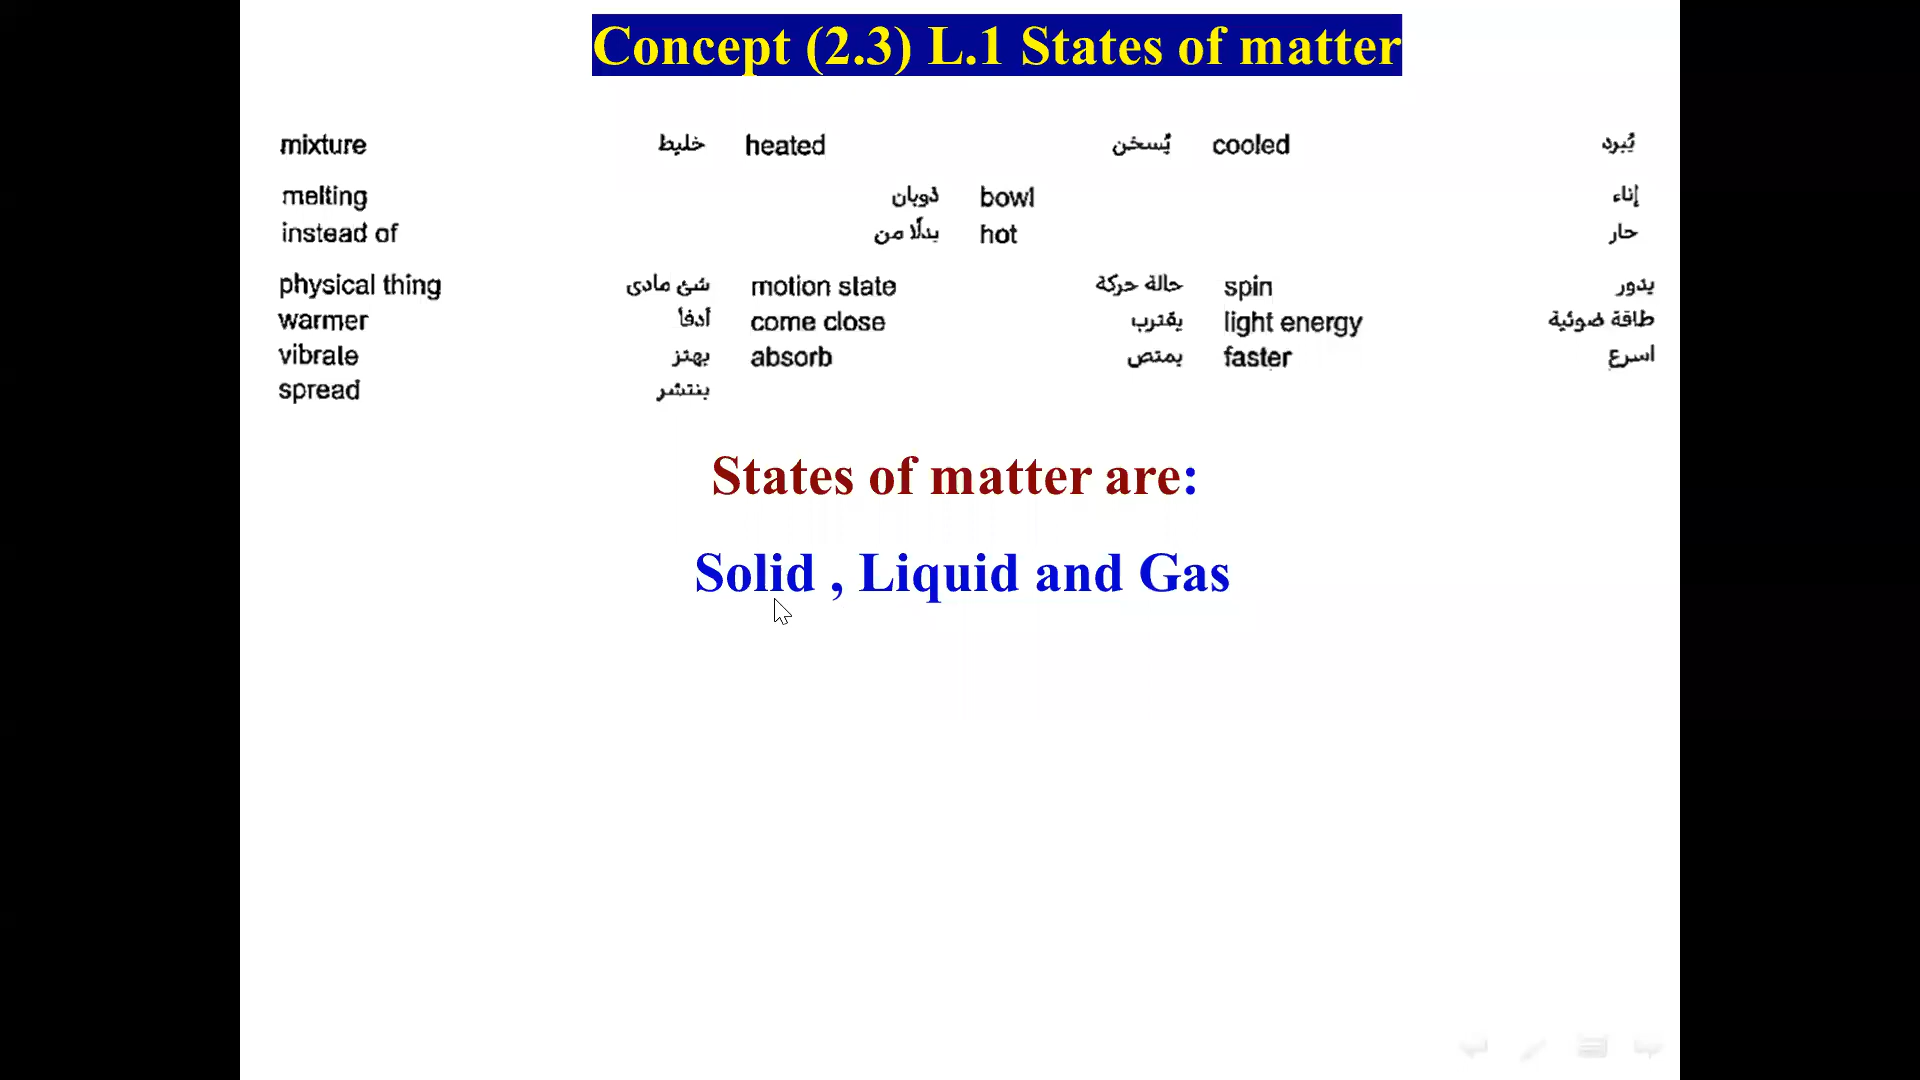 Concept (2.3) L.1 States of matter
mixture خليط heated يُسخن cooled يُبرد
melting ذوبان bowl إناء
instead of بدلًا من hot حار
physical thing شئ مادى motion state حالة حركة spin يدور
warmer أدفأ come close يقترب light energy طاقة ضوئية
vibrate يهتز absorb يمتص faster اسرع
spread ينتشر
States of matter are:
Solid , Liquid and Gas